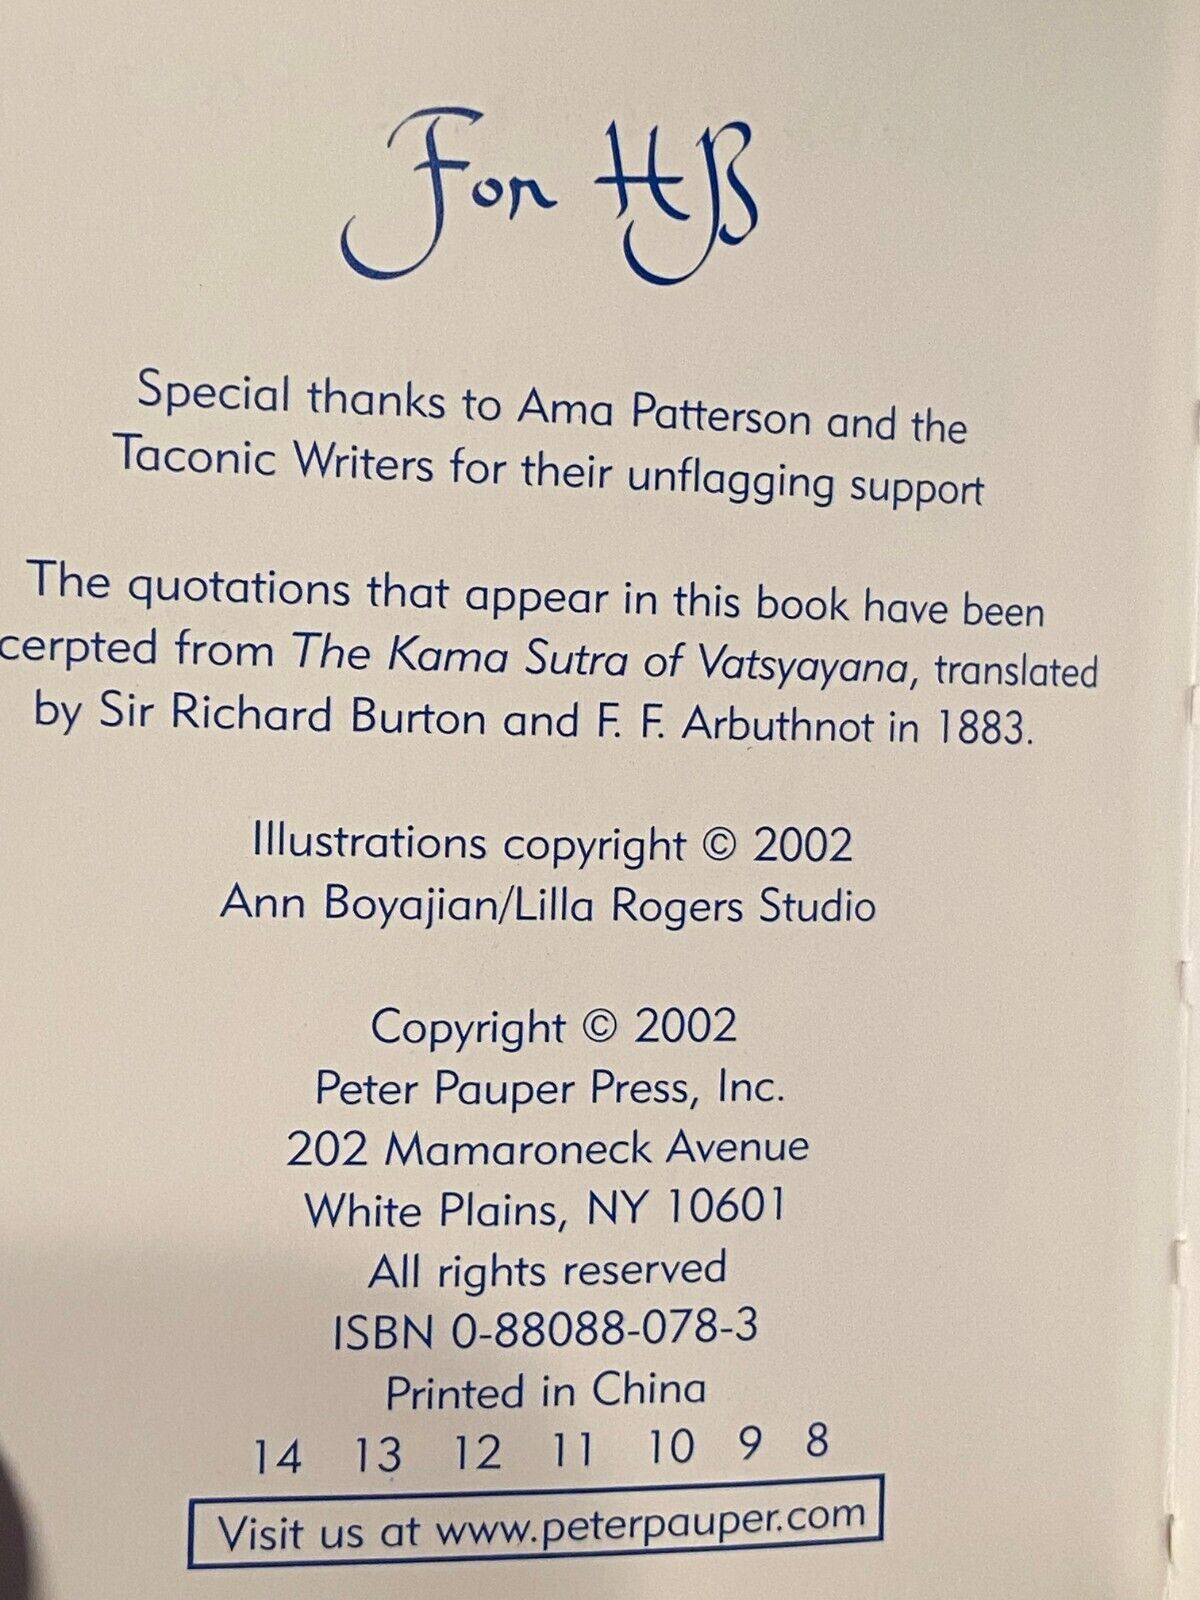 For HB
Special thanks to Ama Patterson and the
Taconic Writers for their unflagging support
The quotations that appear in this book have been
cerpted from The Kama Sutra of Vatsyayana, translated
by Sir Richard Burton and F. F. Arbuthnot in 1883.
Illustrations copyright © 2002
Ann Boyajian/Lilla Rogers Studio
Copyright © 2002
Peter Pauper Press, Inc.
202 Mamaroneck Avenue
White Plains, NY 10601
All rights reserved
ISBN 0-88088-078-3
Printed in China
14 13 12 11 10 9 8
Visit us at www.peterpauper.com